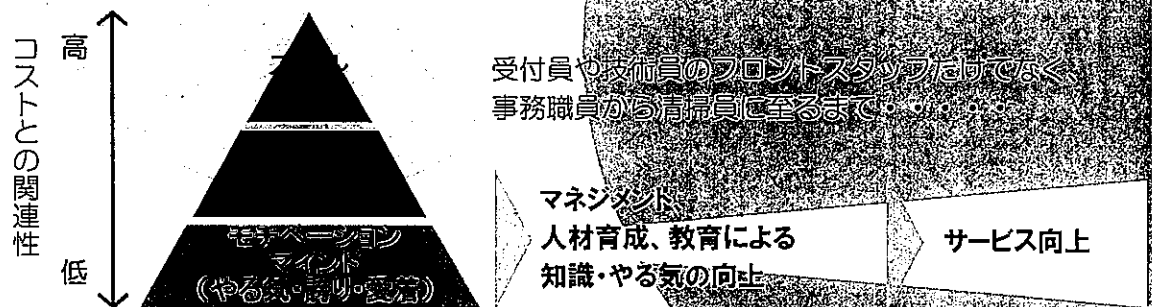 コストとの関連性
高
低
スキル
モチベーション
マインド
(やる気・誇り・愛着)
受付員や技術員のフロントスタッフだけでなく、
事務職員から清掃員に至るまで・・・・・・
マネジメント、
人材育成、教育による
知識・やる気の向上
サービス向上